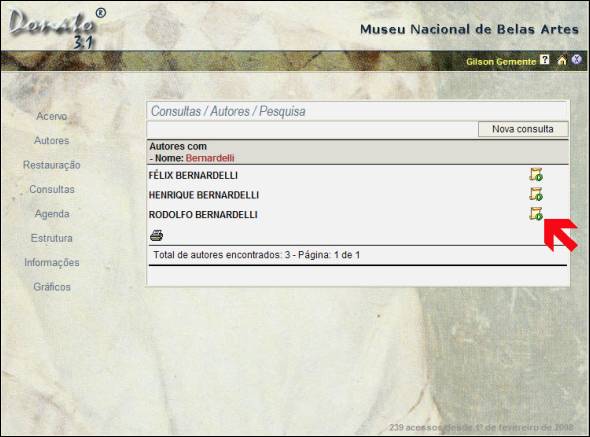 Donato®
3.1
Museu Nacional de Belas Artes
Gilson Gemente ? X
Acervo
Autores
Restauração
Consultas
Agenda
Estrutura
Informações
Gráficos
Consultas / Autores / Pesquisa
Nova consulta
Autores com
- Nome: Bernardelli
FÉLIX BERNARDELLI
HENRIQUE BERNARDELLI
RODOLFO BERNARDELLI
Total de autores encontrados: 3 - Página: 1 de 1
239 acessos desde 1º de fevereiro de 2008